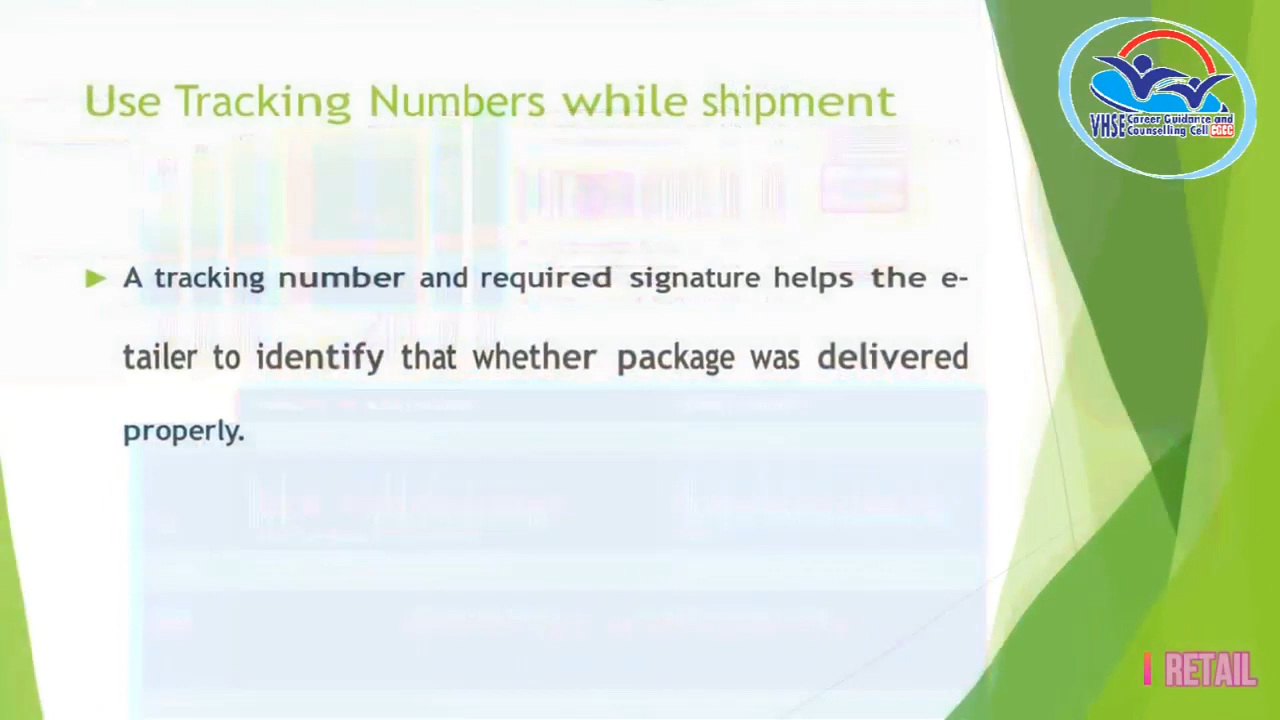 Use Tracking Numbers while shipment
A tracking number and required signature helps the e-
tailer to identify that whether package was delivered
properly.
VHSE Career Guidance and
Counselling Cell CGCC
RETAIL